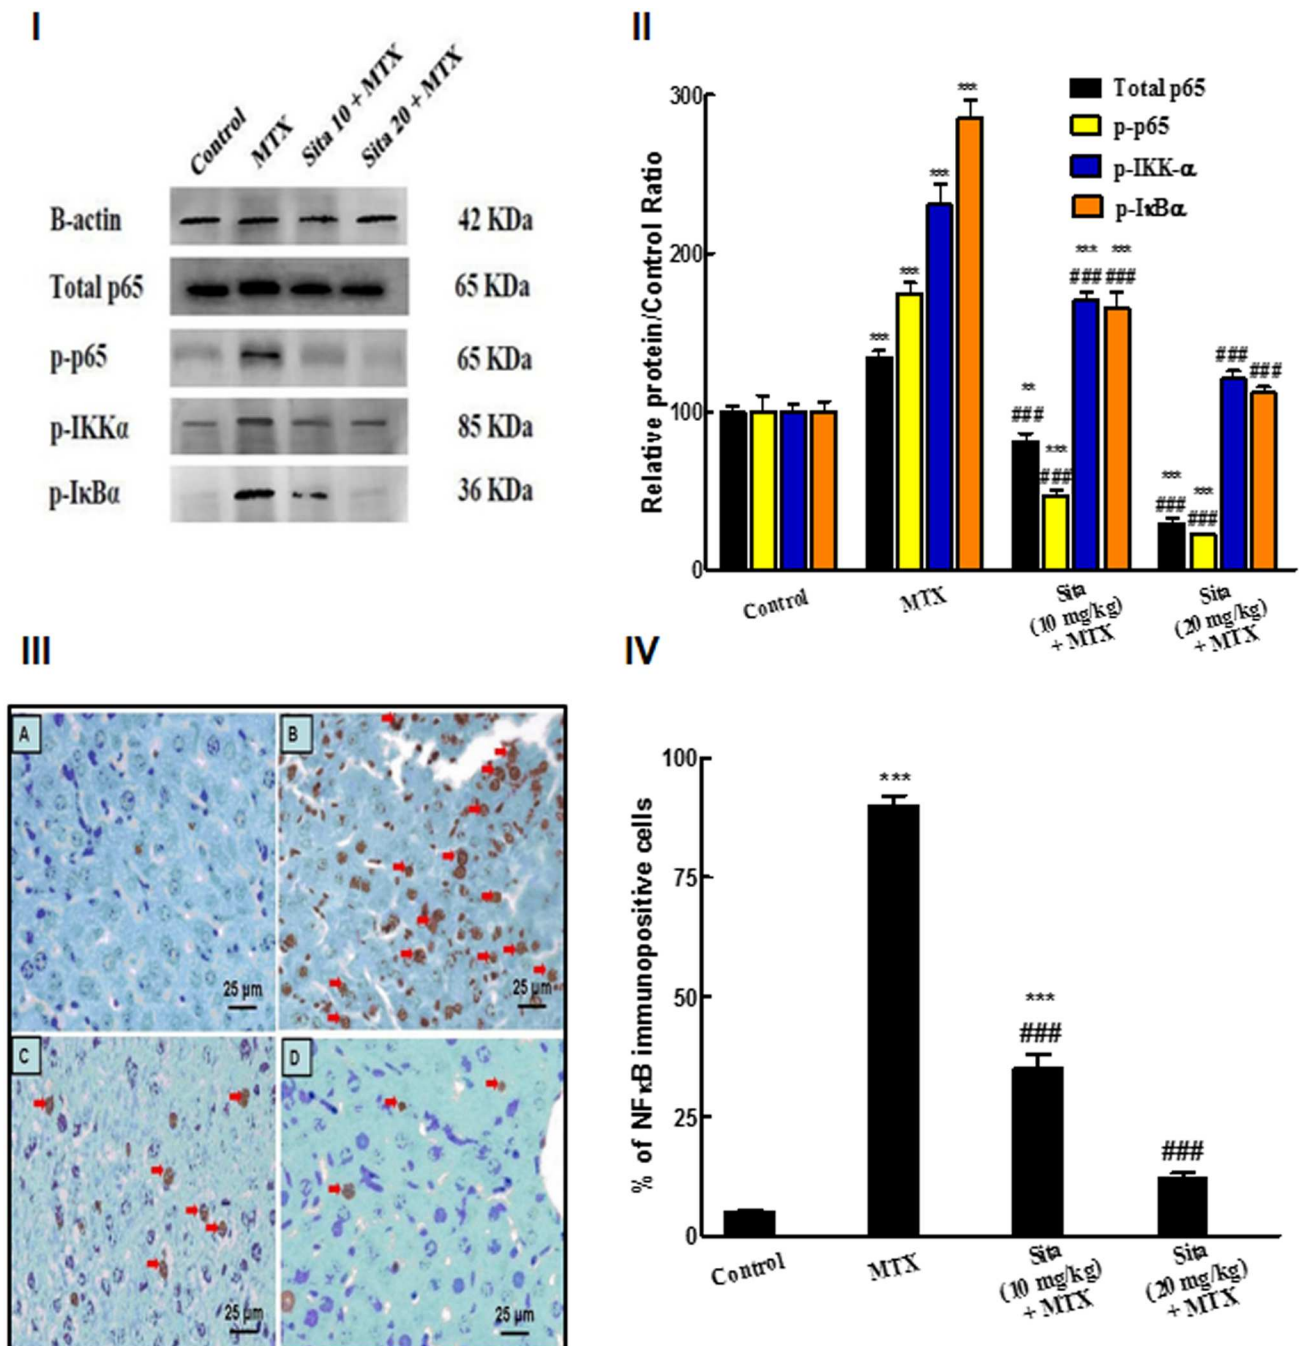 I
Control
MTX
Sita 10 + MTX
Sita 20 + MTX
B-actin
42 KDa
Total p65
65 KDa
p-p65
65 KDa
p-IKKα
85 KDa
p-IκBα
36 KDa
II
Relative protein/Control Ratio
300
200
100
0
Total p65
p-p65
p-IKK-α
p-IκBα
***
***
***
***
**
###
***
###
***
###
***
###
***
###
***
###
###
###
Control
MTX
Sita
(10 mg/kg)
+ MTX
Sita
(20 mg/kg)
+ MTX
III
A
25 µm
B
25 µm
C
25 µm
D
25 µm
IV
% of NFκB immunopositive cells
100
75
50
25
0
***
***
###
###
Control
MTX
Sita
(10 mg/kg)
+ MTX
Sita
(20 mg/kg)
+ MTX